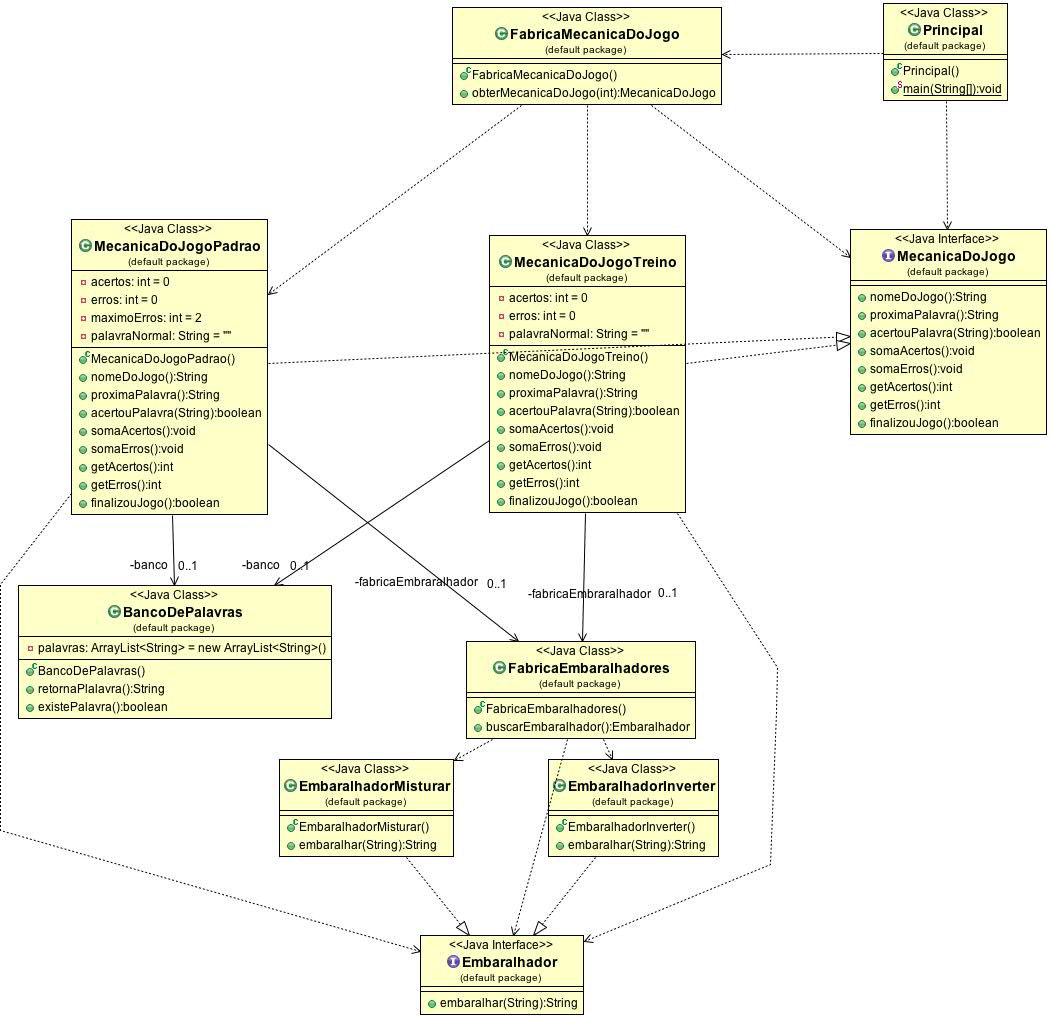 <<Java Class>>
FabricaMecanicaDoJogo
(default package)
FabricaMecanicaDoJogo()
obterMecanicaDoJogo(int):MecanicaDoJogo
<<Java Class>>
Principal
(default package)
Principal()
main(String[]):void
<<Java Class>>
MecanicaDoJogoPadrao
(default package)
acertos: int = 0
erros: int = 0
maximoErros: int = 2
palavraNormal: String = ""
MecanicaDoJogoPadrao()
nomeDoJogo():String
proximaPalavra():String
acertouPalavra(String):boolean
somaAcertos():void
somaErros():void
getAcertos():int
getErros():int
finalizouJogo():boolean
<<Java Class>>
MecanicaDoJogoTreino
(default package)
acertos: int = 0
erros: int = 0
palavraNormal: String = ""
MecanicaDoJogoTreino()
nomeDoJogo():String
proximaPalavra():String
acertouPalavra(String):boolean
somaAcertos():void
somaErros():void
getAcertos():int
getErros():int
finalizouJogo():boolean
<<Java Interface>>
MecanicaDoJogo
(default package)
nomeDoJogo():String
proximaPalavra():String
acertouPalavra(String):boolean
somaAcertos():void
somaErros():void
getAcertos():int
getErros():int
finalizouJogo():boolean
-banco 0..1
-banco 0..1
-fabricaEmbraralhador 0..1
-fabricaEmbraralhador 0..1
<<Java Class>>
BancoDePalavras
(default package)
palavras: ArrayList<String> = new ArrayList<String>()
BancoDePalavras()
retornaPlalavra():String
existePalavra():boolean
<<Java Class>>
FabricaEmbaralhadores
(default package)
FabricaEmbaralhadores()
buscarEmbaralhador():Embaralhador
<<Java Class>>
EmbaralhadorMisturar
(default package)
EmbaralhadorMisturar()
embaralhar(String):String
<<Java Class>>
EmbaralhadorInverter
(default package)
EmbaralhadorInverter()
embaralhar(String):String
<<Java Interface>>
Embaralhador
(default package)
embaralhar(String):String